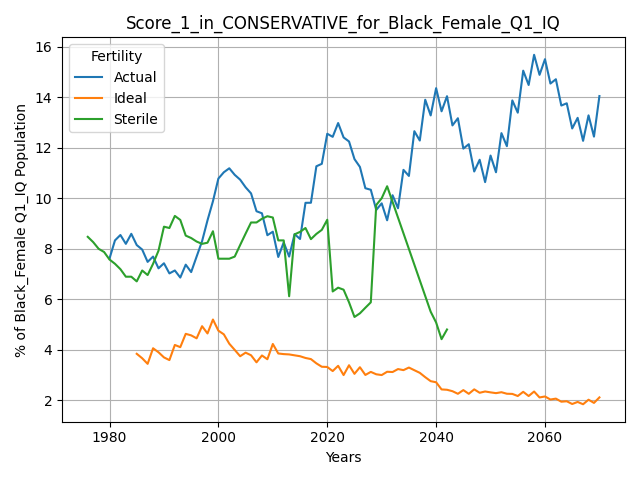 Score_1_in_CONSERVATIVE_for_Black_Female_Q1_IQ
Fertility
Actual
Ideal
Sterile
% of Black_Female Q1_IQ Population
16
14
12
10
8
6
4
2
1980
2000
2020
2040
2060
Years